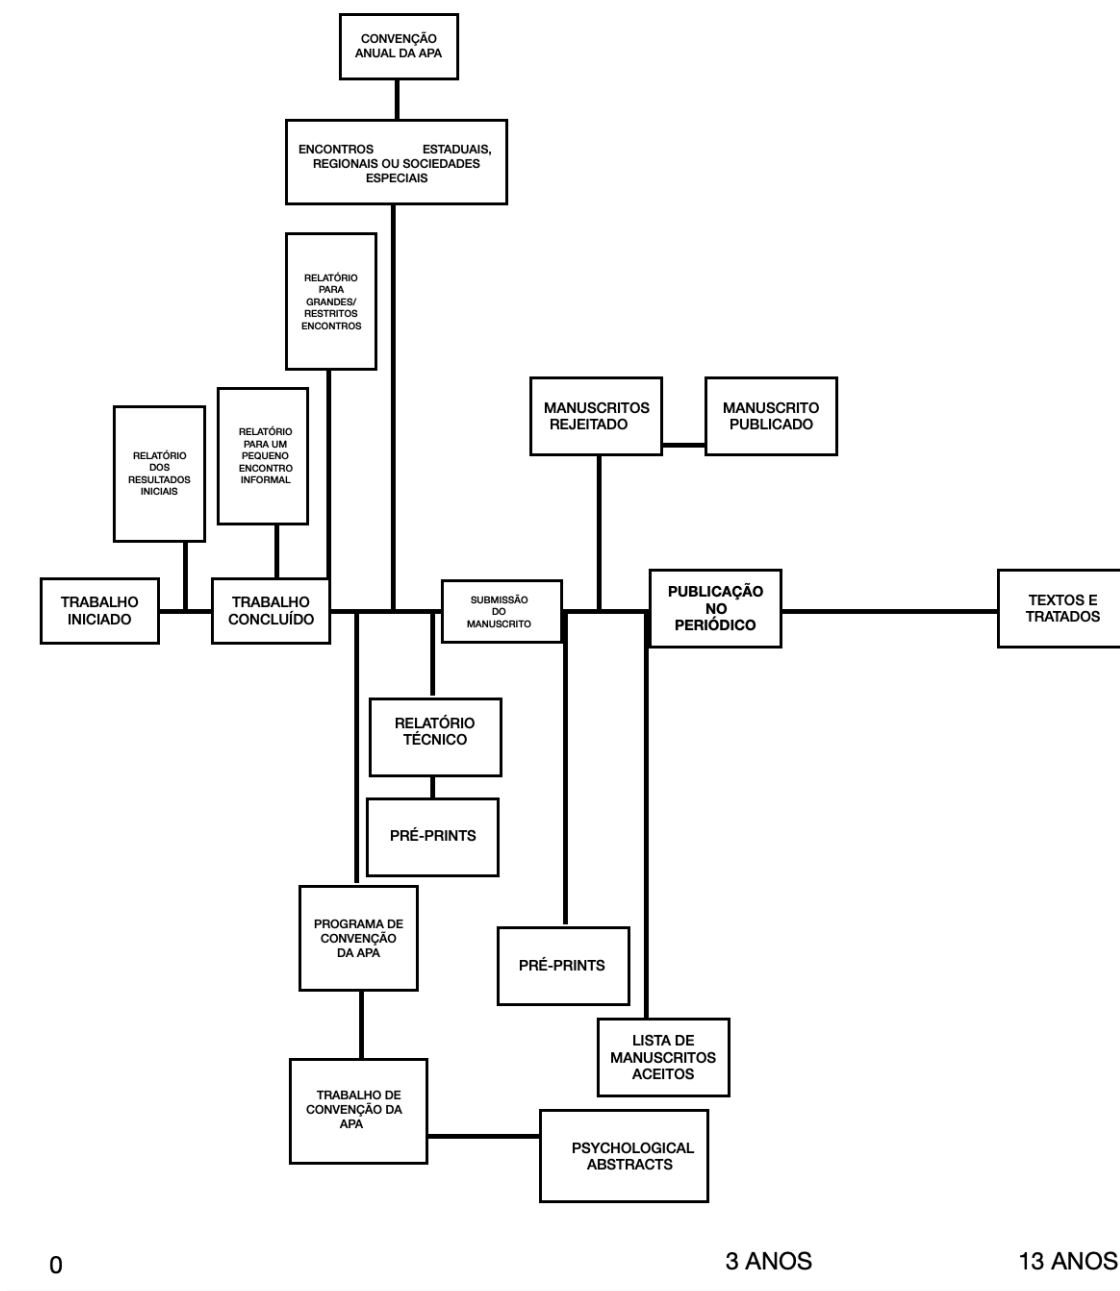 CONVENÇÃO
ANUAL DA APA
ENCONTROS ESTADUAIS,
REGIONAIS OU SOCIEDADES
ESPECIAIS
RELATÓRIO
PARA
GRANDES/
RESTRITOS
ENCONTROS
RELATÓRIO
DOS
RESULTADOS
INICIAIS
RELATÓRIO
PARA UM
PEQUENO
ENCONTRO
INFORMAL
MANUSCRITOS
REJEITADO
MANUSCRITO
PUBLICADO
TRABALHO
INICIADO
TRABALHO
CONCLUÍDO
SUBMISSÃO
DO
MANUSCRITO
PUBLICAÇÃO
NO
PERIÓDICO
TEXTOS E
TRATADOS
RELATÓRIO
TÉCNICO
PRÉ-PRINTS
PROGRAMA DE
CONVENÇÃO
DA APA
PRÉ-PRINTS
LISTA DE
MANUSCRITOS
ACEITOS
TRABALHO DE
CONVENÇÃO DA
APA
PSYCHOLOGICAL
ABSTRACTS
0
3 ANOS
13 ANOS